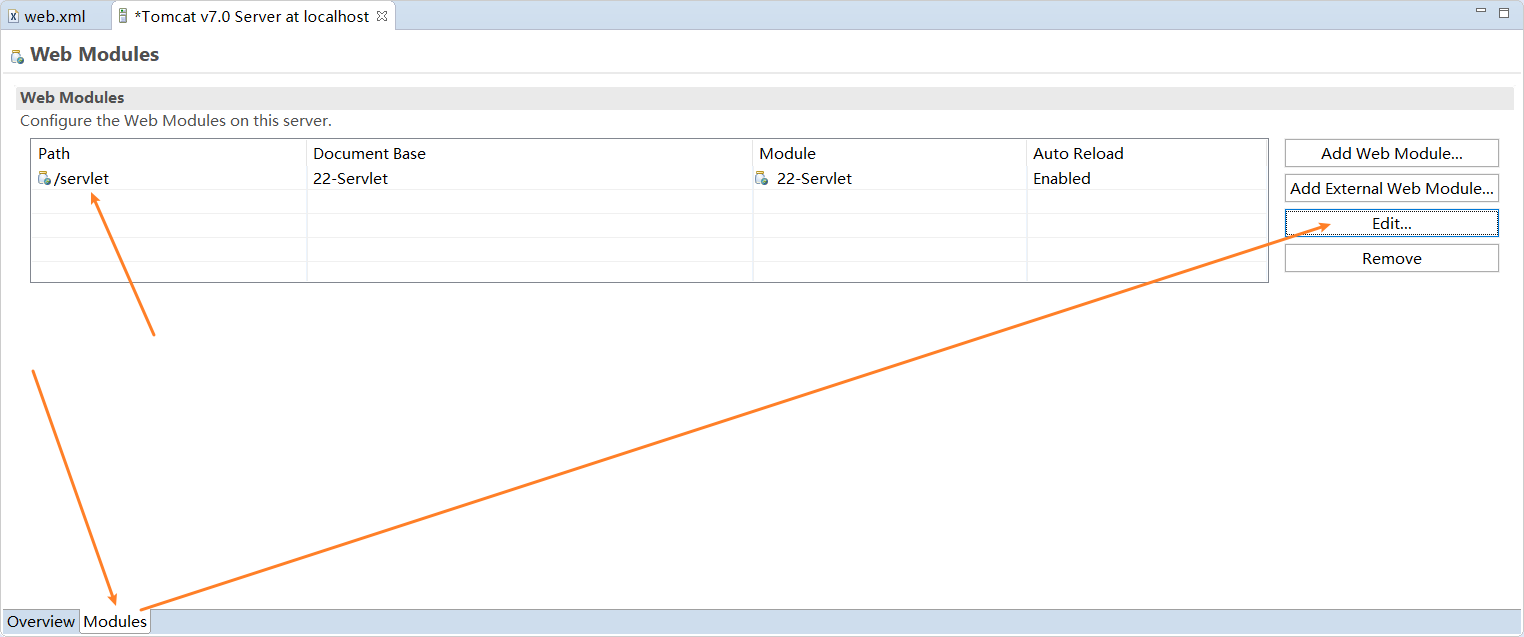 web.xml
*Tomcat v7.0 Server at localhost
Web Modules
Web Modules
Configure the Web Modules on this server.
Path Document Base Module Auto Reload
/servlet 22-Servlet 22-Servlet Enabled
Add Web Module...
Add External Web Module...
Edit...
Remove
Overview Modules